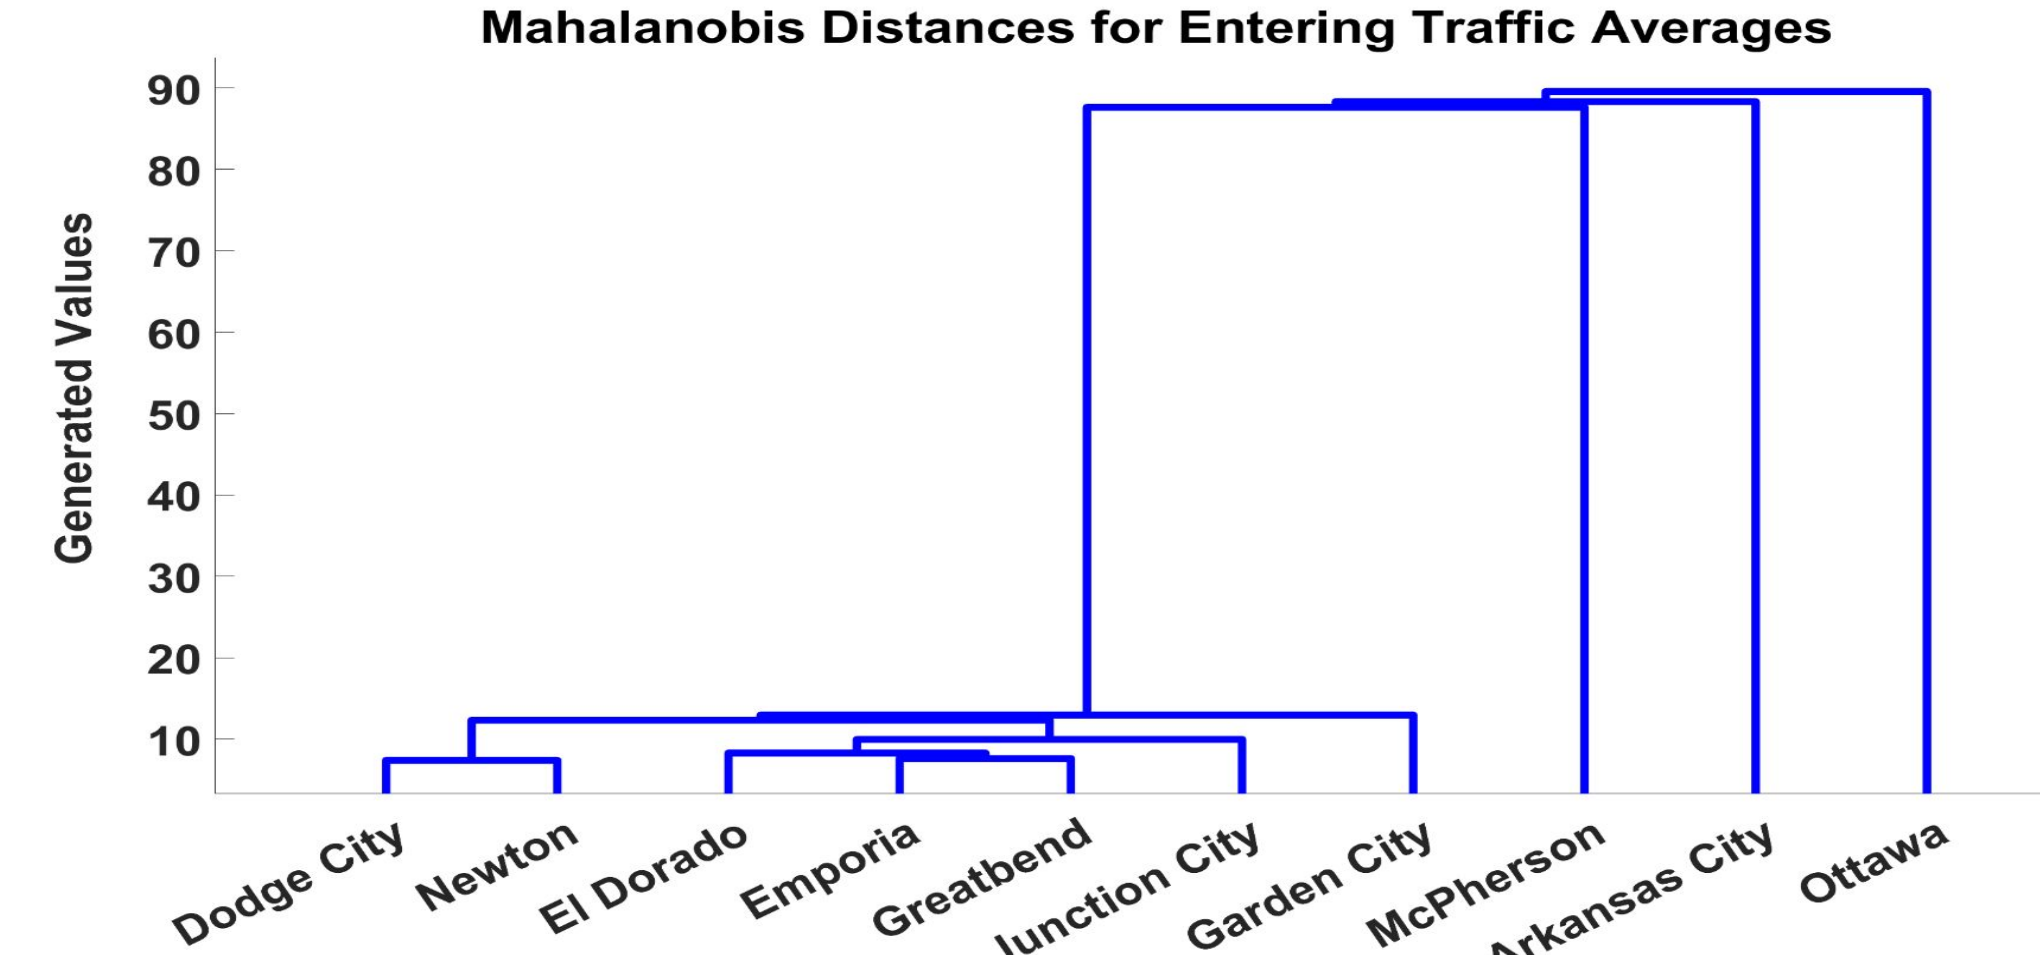 Mahalanobis Distances for Entering Traffic Averages
Generated Values
90
80
70
60
50
40
30
20
10
Dodge City
Newton
El Dorado
Emporia
Greatbend
Junction City
Garden City
McPherson
Arkansas City
Ottawa